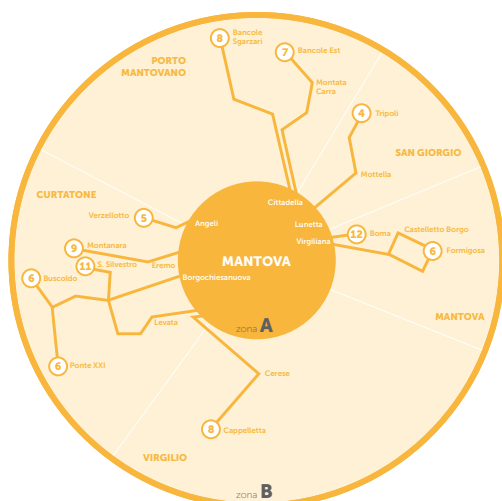 8
Bancole
Sgarzari
7
Bancole Est
PORTO
MANTOVANO
Montata
Carra
4
Tripoli
SAN GIORGIO
Mottella
CURTATONE
Cittadella
Verzeliotto
5
Angeli
Lunetta
Virgiliana
12
Boma
Castelletto Borgo
6
Formigosa
9
Montanara
11
S. Silvestro
Eremo
MANTOVA
6
Buscoldo
Borgochiesanuova
Levata
zona A
MANTOVA
6
Ponte XXI
Cerese
8
Cappelletta
VIRGILIO
zona B